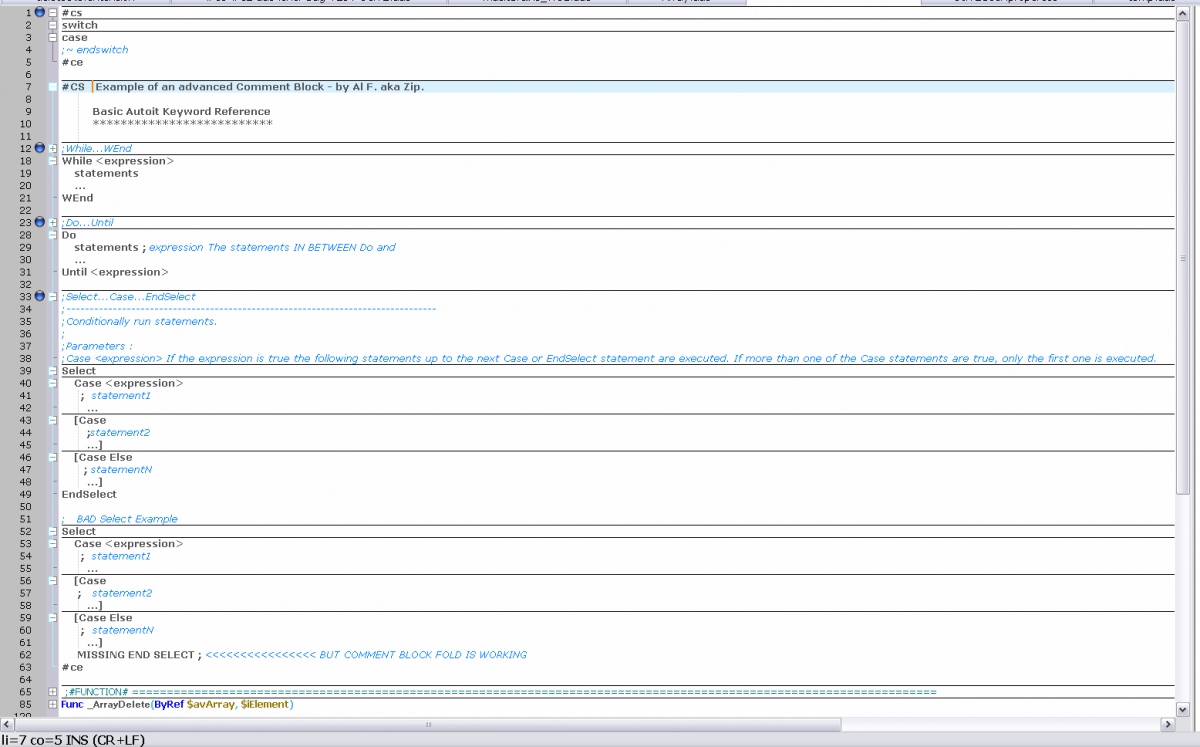 1 #cs
2 switch
3 case
4 ;~ endswitch
5 #ce
6
7 #CS Example of an advanced Comment Block - by Al F. aka Zip.
8
9 Basic Autoit Keyword Reference
10 **************************
11
12 ;While...WEnd
18 While <expression>
19 statements
20 ...
21 WEnd
22
23 ;Do...Until
28 Do
29 statements ; expression The statements IN BETWEEN Do and
30 ...
31 Until <expression>
32
33 ;Select...Case...EndSelect
34 ;--------------------------------------------------------------------------------
35 ;Conditionally run statements.
36 ;
37 ;Parameters :
38 ;Case <expression> If the expression is true the following statements up to the next Case or EndSelect statement are executed. If more than one of the Case statements are true, only the first one is executed.
39 Select
40 Case <expression>
41 ; statement1
42 ...
43 [Case
44 ;statement2
45 ...]
46 [Case Else
47 ; statementN
48 ...]
49 EndSelect
50
51 ; BAD Select Example
52 Select
53 Case <expression>
54 ; statement1
55 ...
56 [Case
57 ; statement2
58 ...]
59 [Case Else
60 ; statementN
61 ...]
62 MISSING END SELECT ; <<<<<<<<<<<<<<<< BUT COMMENT BLOCK FOLD IS WORKING
63 #ce
64
65 ;#FUNCTION# ====================================================================================================================
85 Func _ArrayDelete(ByRef $avArray, $iElement)
li=7 co=5 INS (CR+LF)